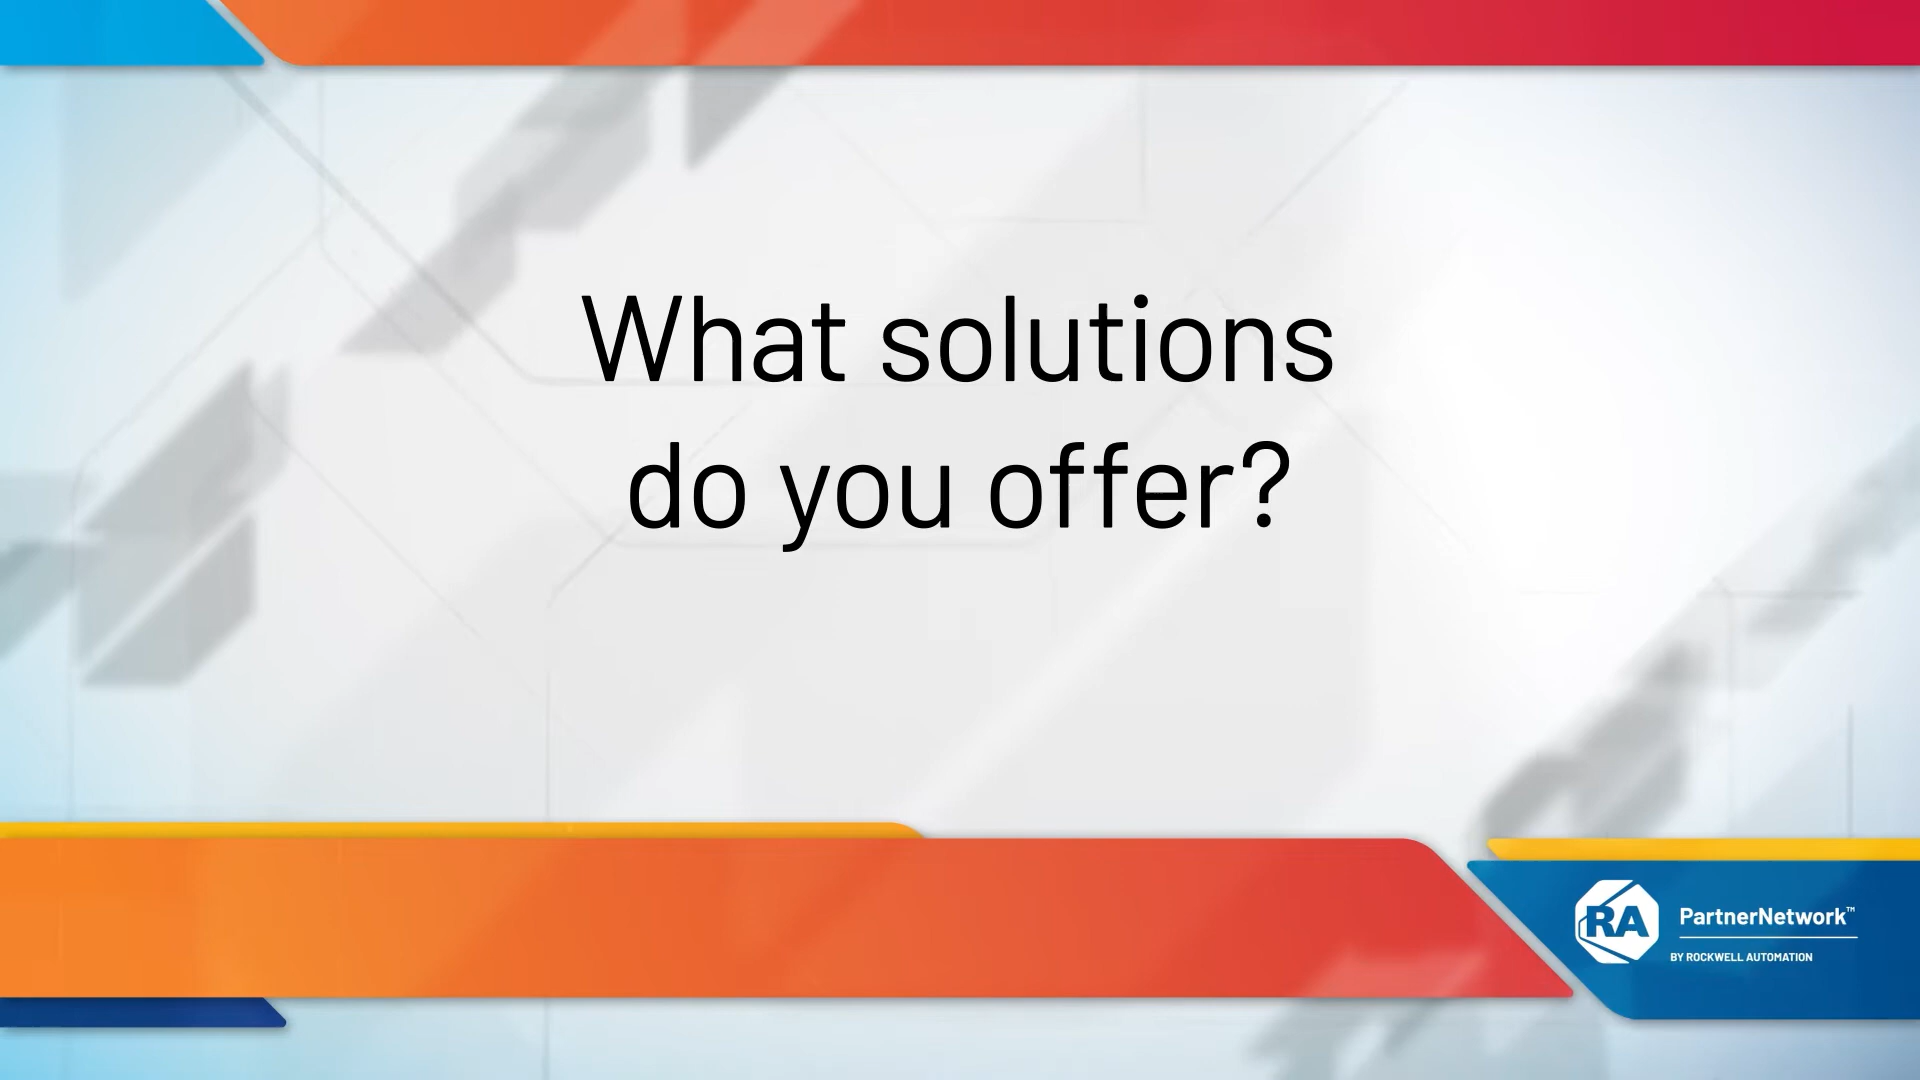 What solutions
do you offer?
RA
PartnerNetwork™
BY ROCKWELL AUTOMATION